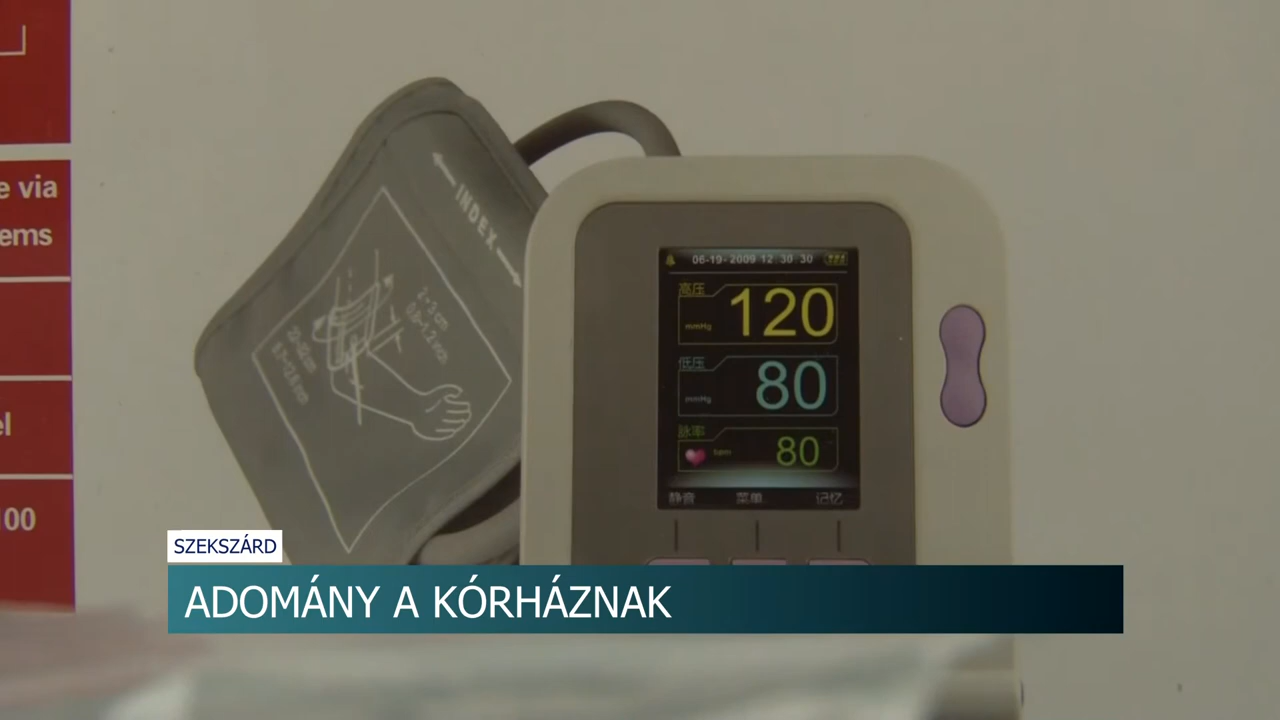 e via
ems
el
100
INDEX
06-19-2009 12 30 30
高压
mmHg 120
低压
mmHg 80
脉率
80
静音 菜单 记忆
SZEKSZÁRD
ADOMÁNY A KÓRHÁZNAK